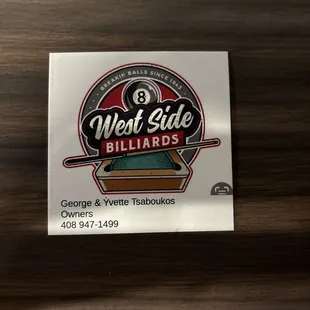 BREAKIN' BALLS SINCE 1963
8
West Side
BILLIARDS
George & Yvette Tsaboukos
Owners
408 947-1499